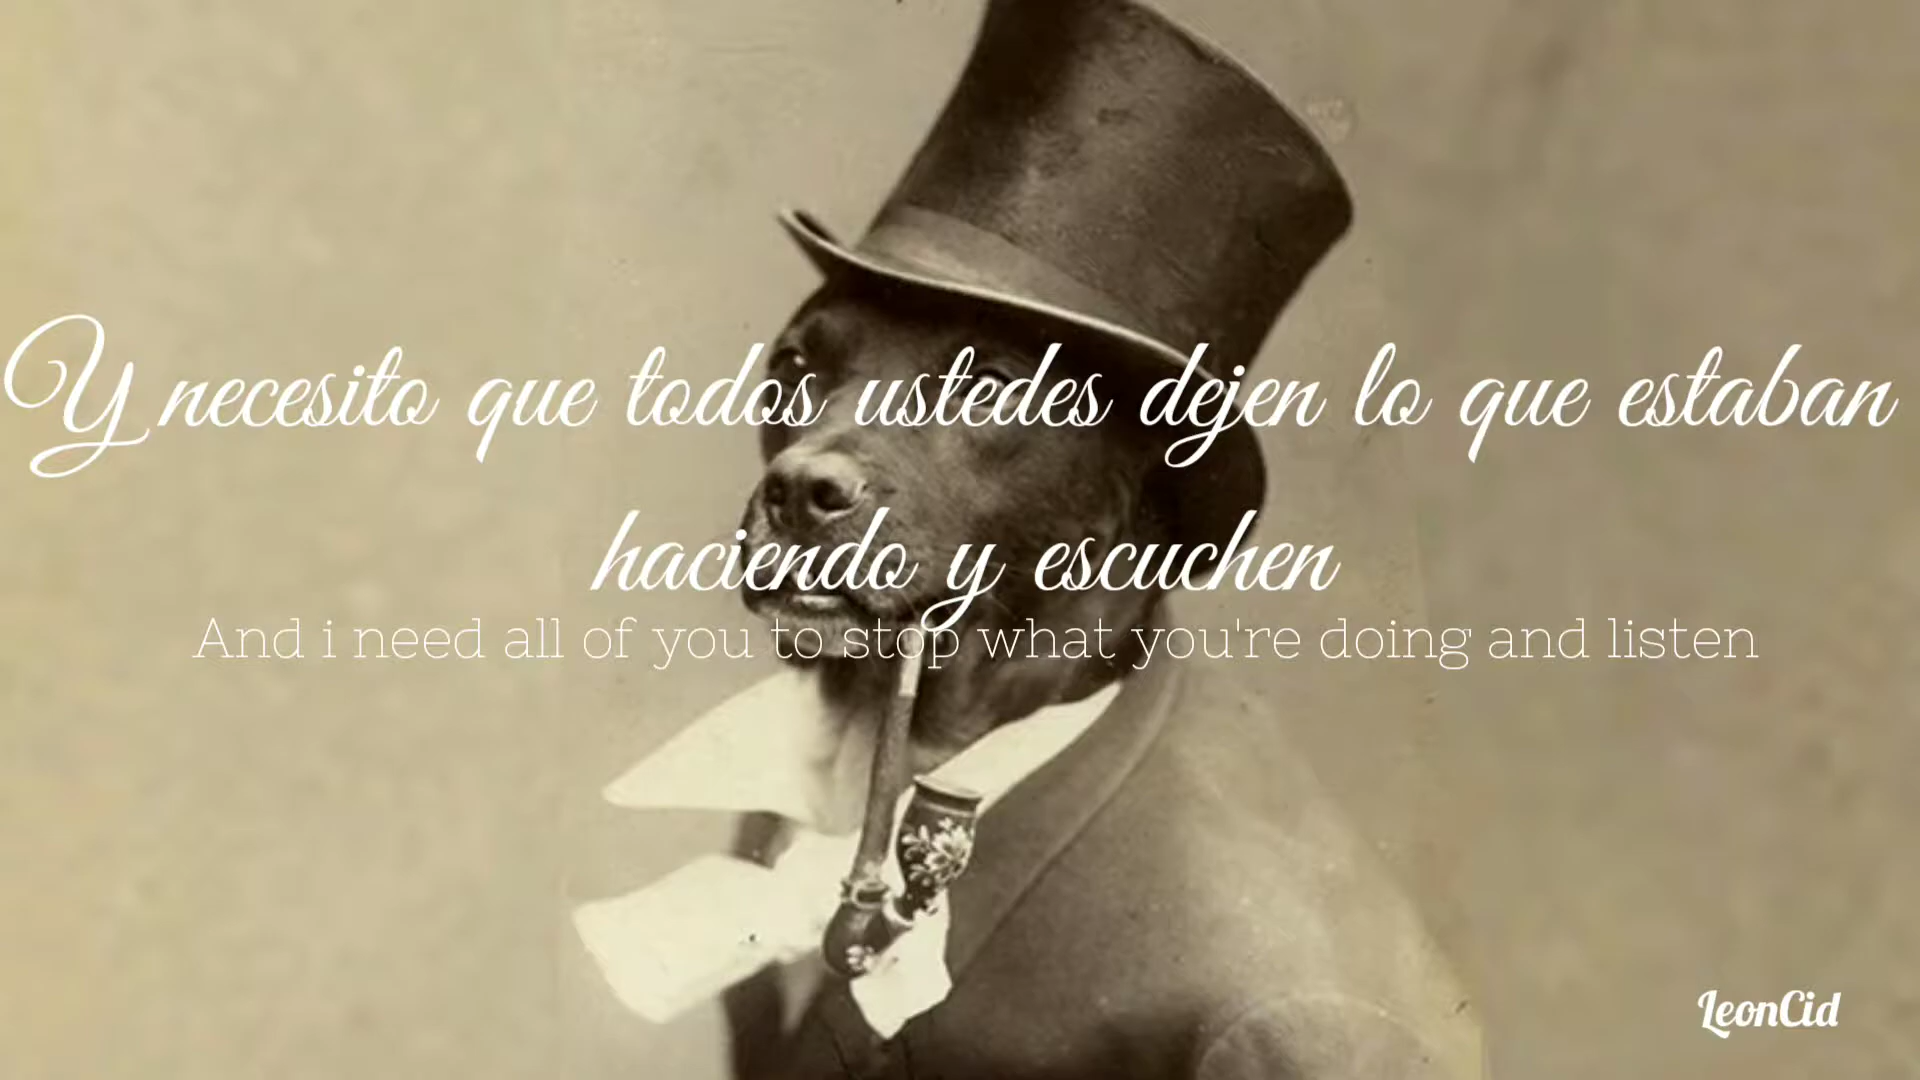 Y necesito que todos ustedes dejen lo que estaban
haciendo y escuchen
And i need all of you to stop what you're doing and listen
LeonCid